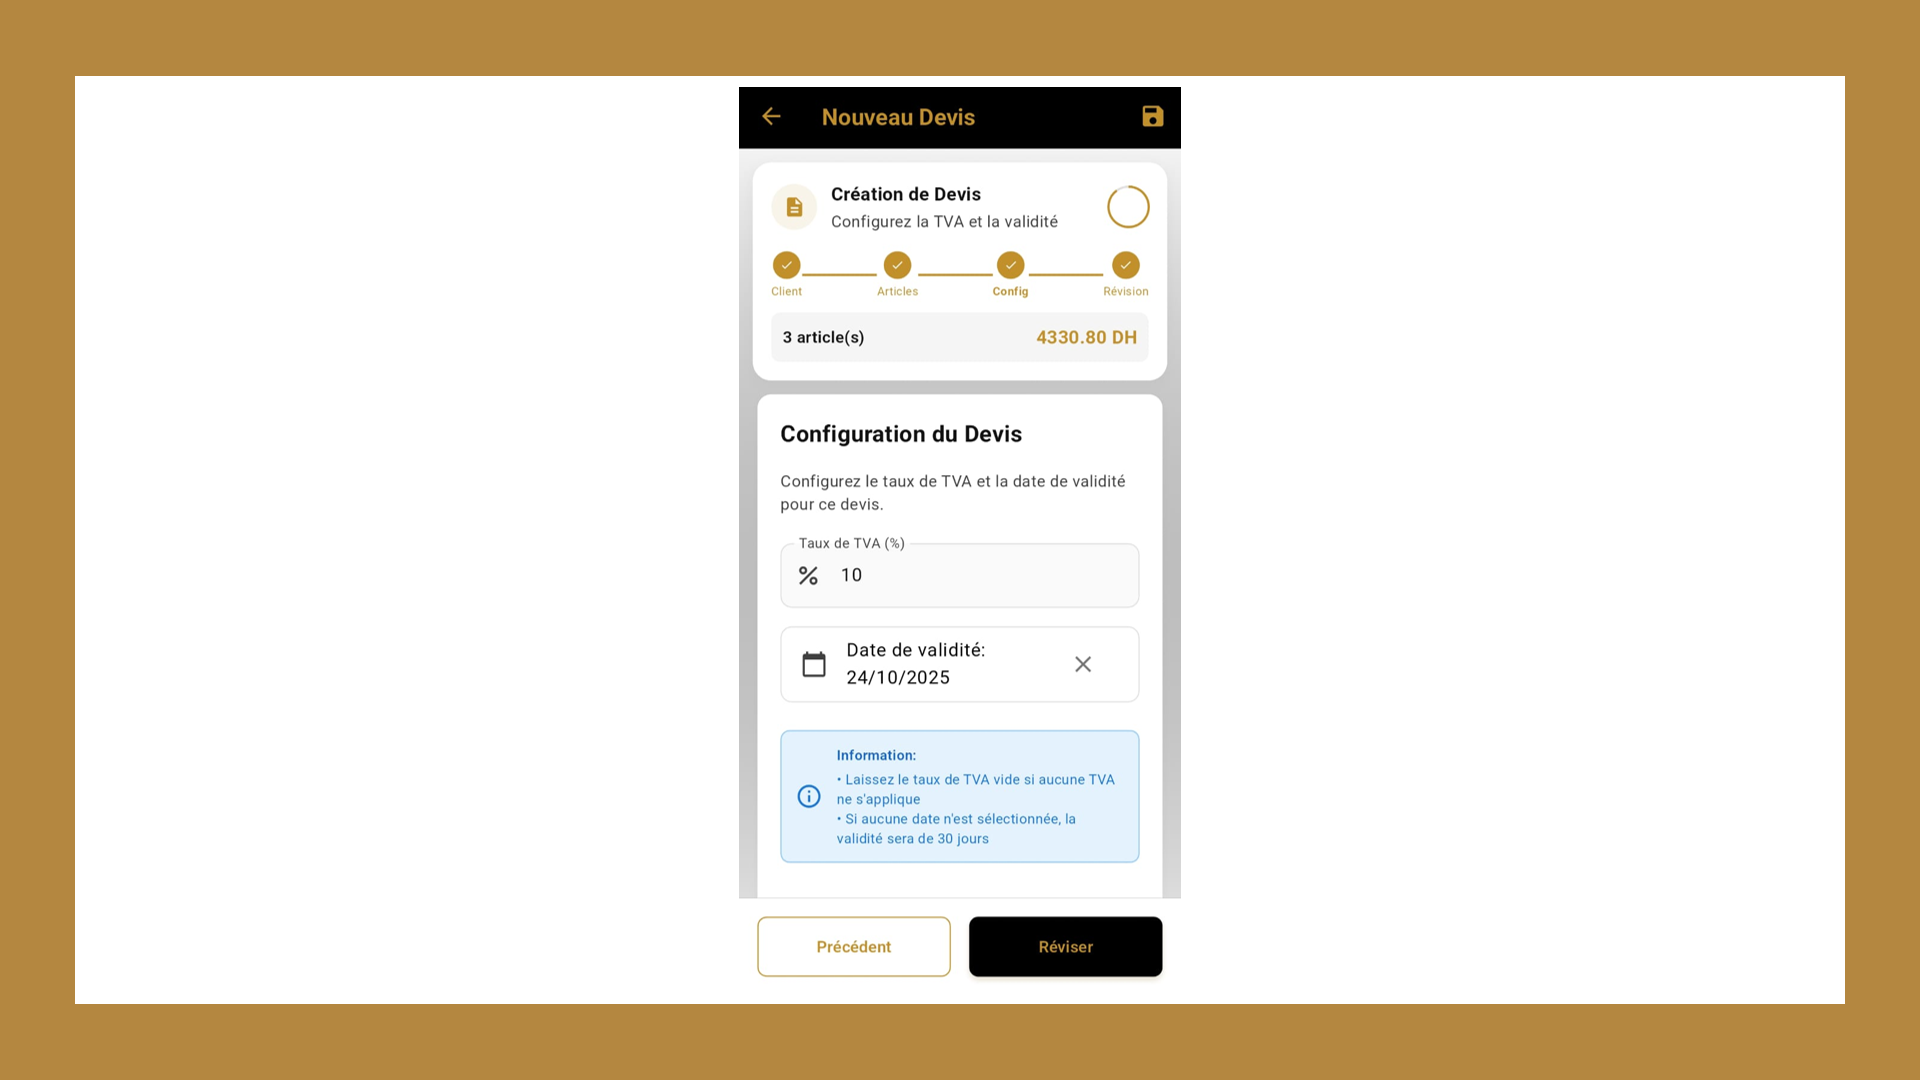 Nouveau Devis
Création de Devis
Configurez la TVA et la validité
Client
Articles
Config
Révision
3 article(s)
4330.80 DH
Configuration du Devis
Configurez le taux de TVA et la date de validité
pour ce devis.
Taux de TVA (%)
% 10
Date de validité:
24/10/2025
Information:
• Laissez le taux de TVA vide si aucune TVA
ne s'applique
• Si aucune date n'est sélectionnée, la
validité sera de 30 jours
Précédent
Réviser